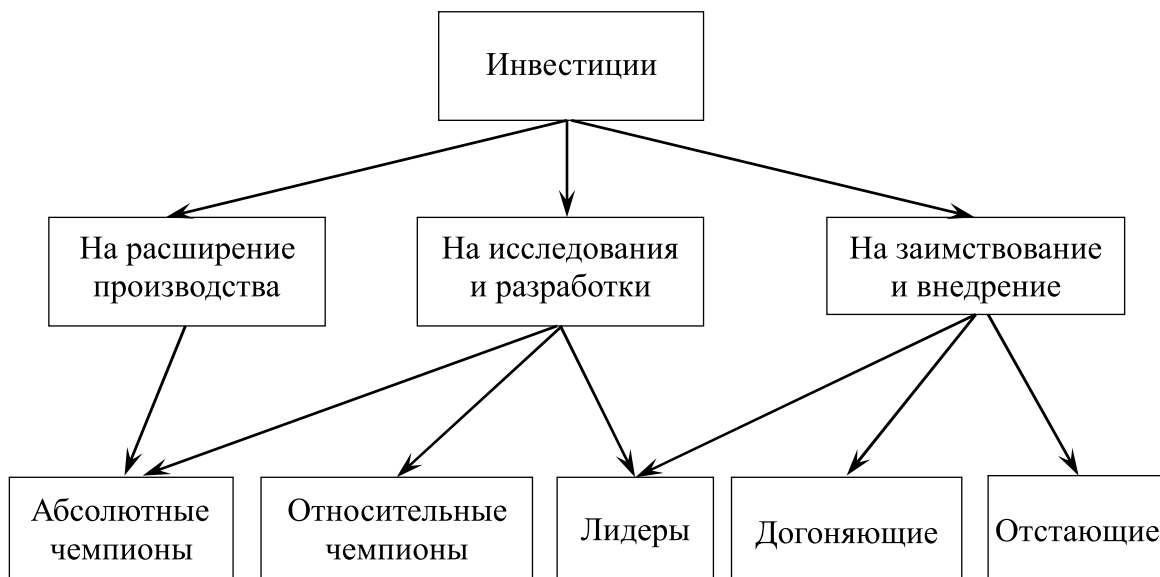 Инвестиции
На расширение
производства
На исследования
и разработки
На заимствование
и внедрение
Абсолютные
чемпионы
Относительные
чемпионы
Лидеры
Догоняющие
Отстающие